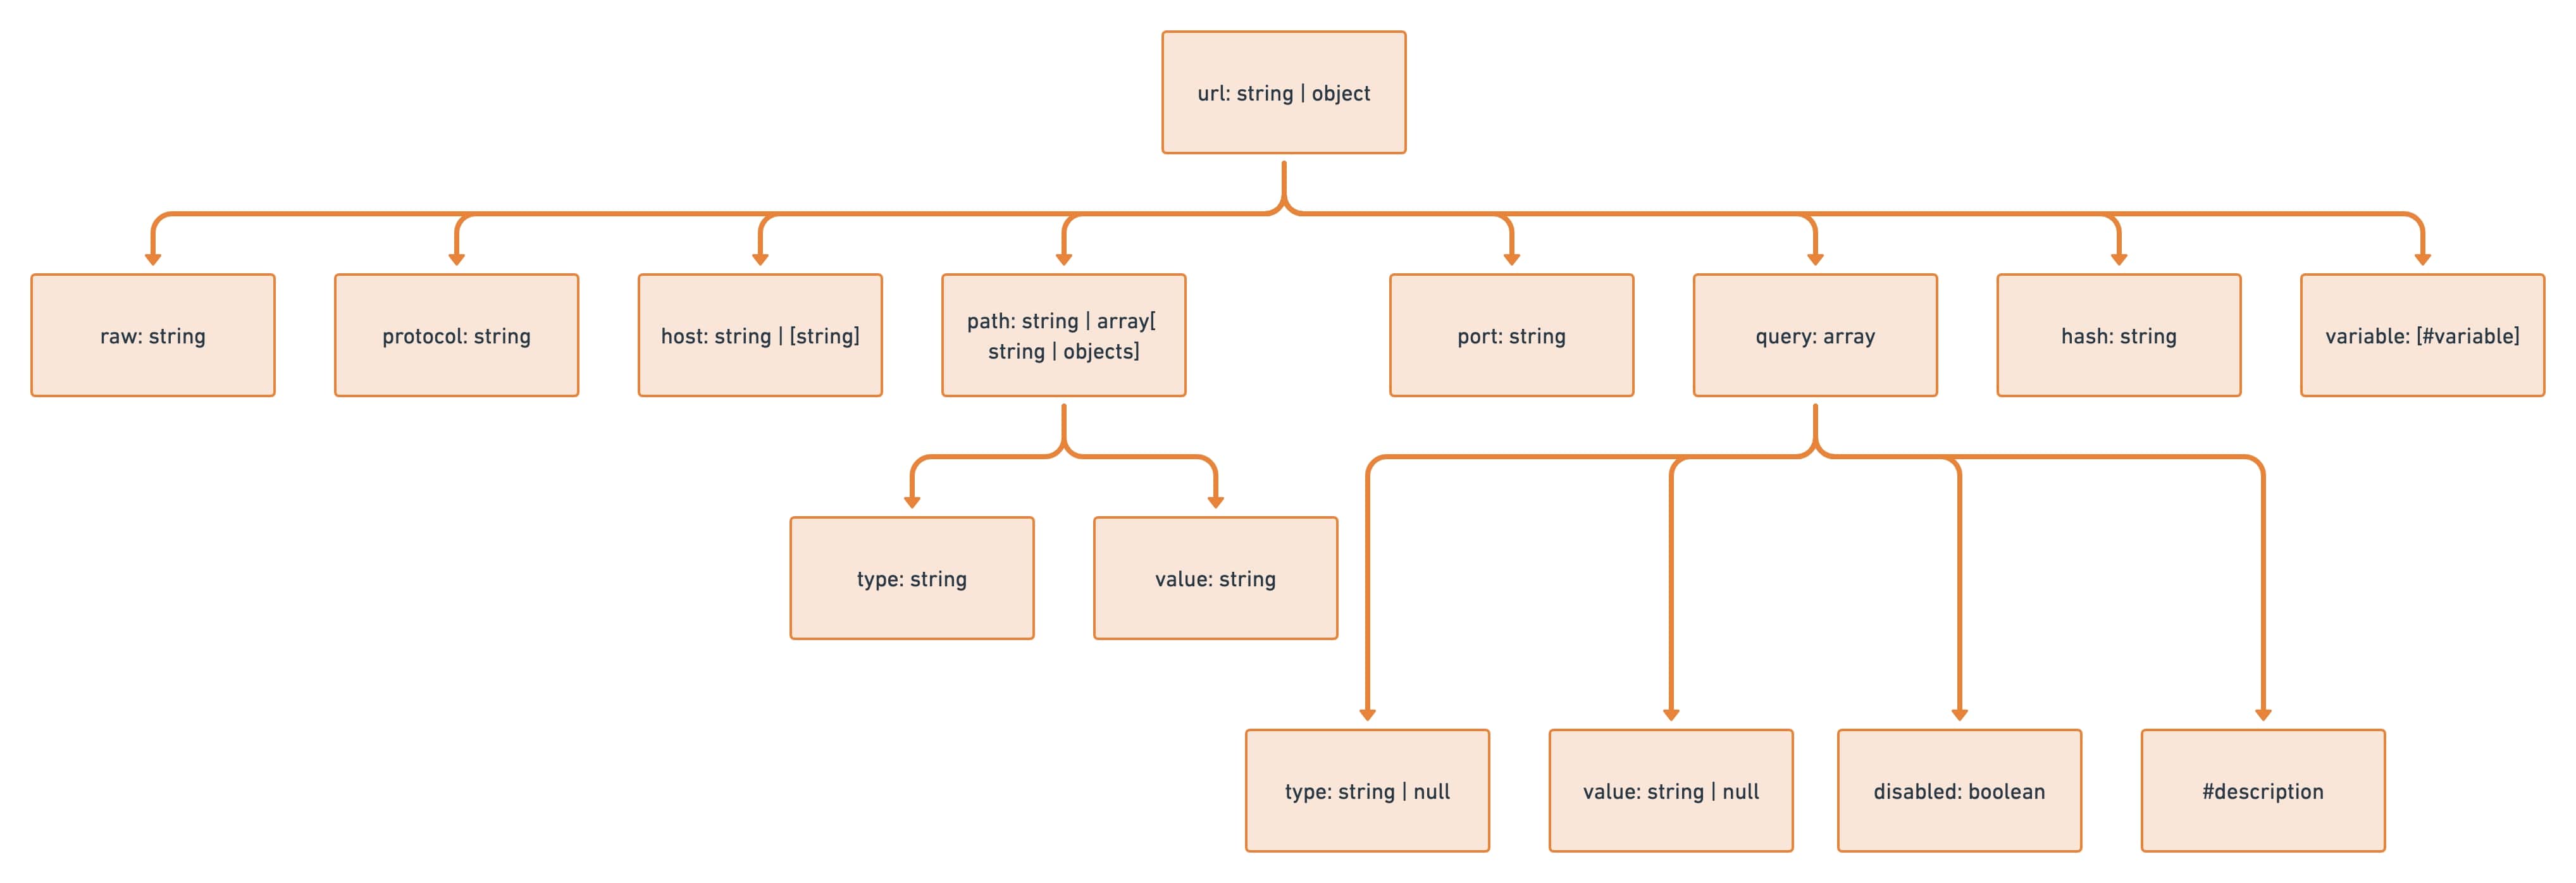 url: string | object
raw: string
protocol: string
host: string | [string]
path: string | array[
string | objects]
port: string
query: array
hash: string
variable: [#variable]
type: string
value: string
type: string | null
value: string | null
disabled: boolean
#description